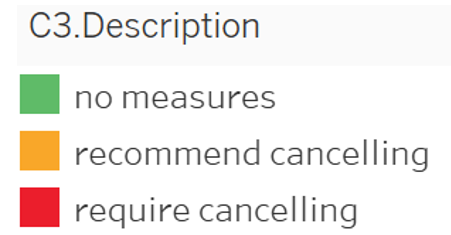 C3.Description
no measures
recommend cancelling
require cancelling